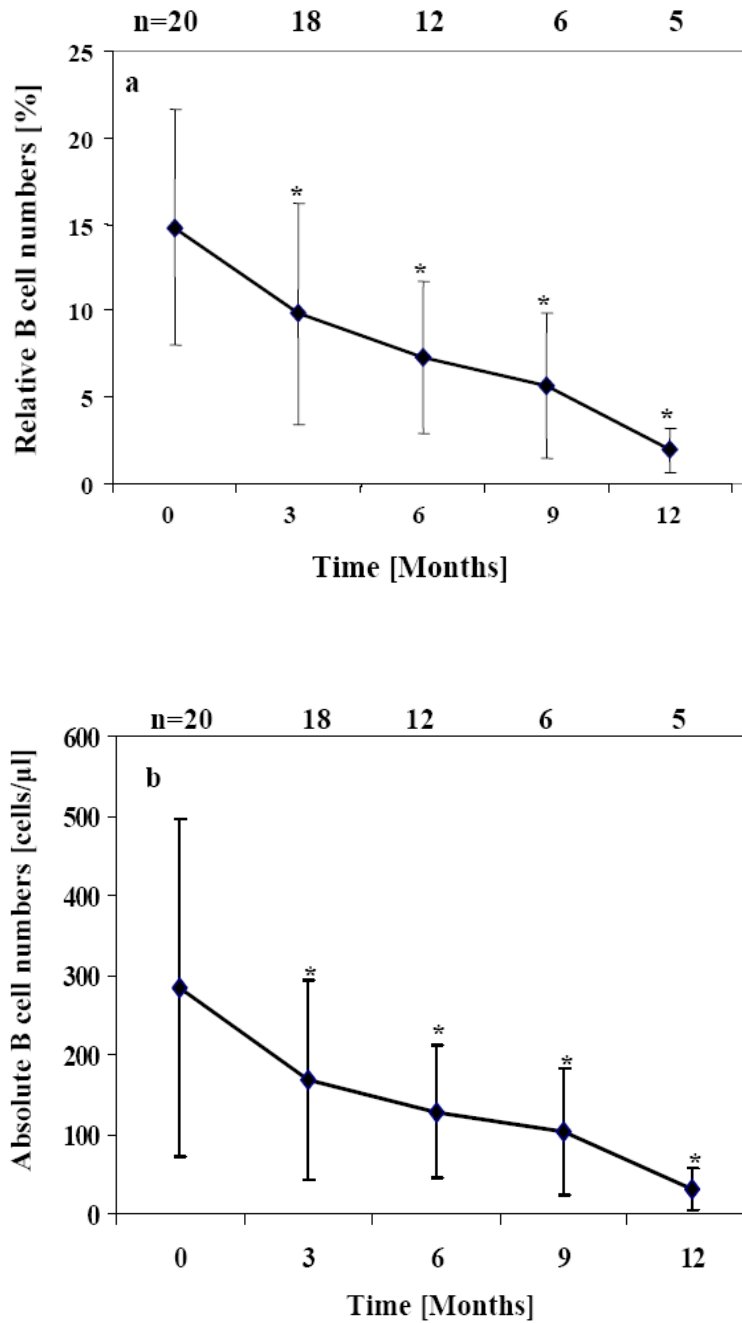 n=20 18 12 6 5
a
Relative B cell numbers [%]
25
20
15
10
5
0
*
*
*
*
0 3 6 9 12
Time [Months]
n=20 18 12 6 5
b
Absolute B cell numbers [cells/µl]
600
500
400
300
200
100
0
*
*
*
*
0 3 6 9 12
Time [Months]